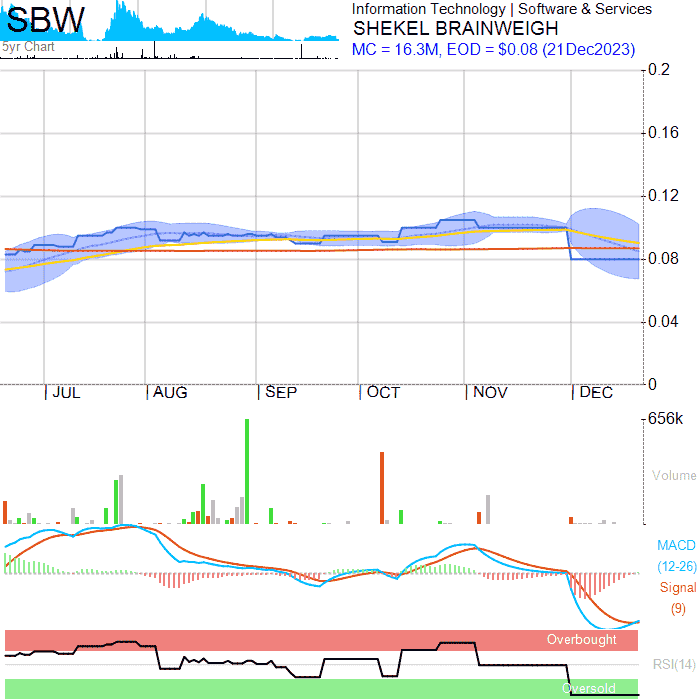 SBW
5yr Chart
Information Technology | Software & Services
SHEKEL BRAINWEIGH
MC = 16.3M, EOD = $0.08 (21Dec2023)
0.2
0.16
0.12
0.08
0.04
0
JUL AUG SEP OCT NOV DEC
656k
Volume
MACD
(12-26)
Signal
(9)
Overbought
RSI(14)
Oversold